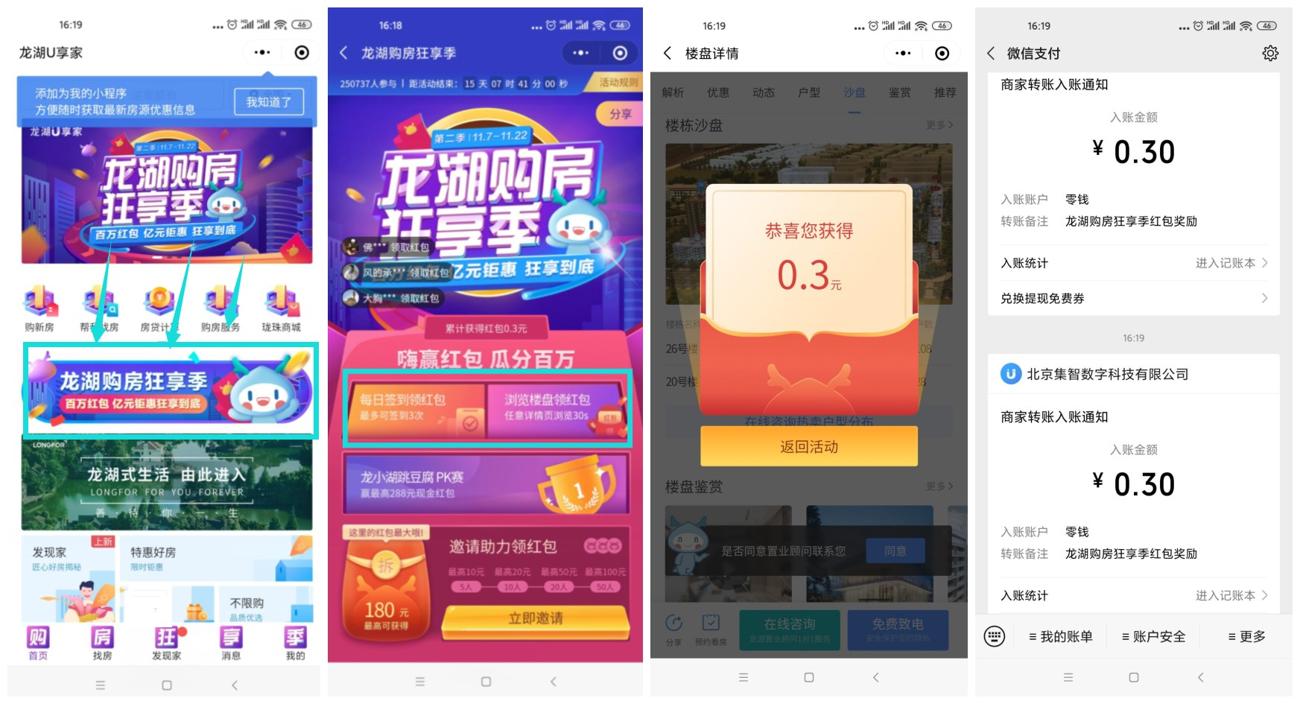 16:19
46
龙湖U享家
添加为我的小程序
方便随时获取最新房源优惠信息
我知道了
龙湖U享家
第二季 | 11.7-11.22
龙湖购房
狂享季
百万红包 亿元钜惠 狂享到底
购新房
购房服务
珑珠商城
龙湖购房狂享季
百万红包 亿元钜惠狂享到底
LONGFOR
龙湖式生活 由此进入
LONGFOR FOR YOU FOREVER
善·待·你·一·生
发现家
匠心好房揭秘
上新
特惠好房
限时钜惠
不限购
品质优选
购
房
狂
享
季
首页
找房
发现家
消息
我的
16:18
46
龙湖购房狂享季
250737人参与 | 距活动结束: 15 天 07 时 41 分 00 秒
活动规则
分享
第二季 | 11.7-11.22
龙湖购房
狂享季
亿元钜惠 狂享到底
佛*** 领取红包
风的承*** 领取红包
大胸*** 领取红包
累计获得红包0.3元
嗨赢红包 瓜分百万
每日签到领红包
最多可签到3次
浏览楼盘领红包
任意详情页浏览30s
龙小湖跳豆腐 PK赛
赢最高288元现金红包
1
这里的红包最大啦!
拆
180 元
最高可获得
邀请助力领红包
最高10元
最高20元
最高50元
最高100元
5人
10人
20人
50人
立即邀请
16:19
46
楼盘详情
解析
优惠
动态
户型
沙盘
鉴赏
推荐
楼栋沙盘
更多
恭喜您获得
0.3元
26号楼
20号楼
在线咨询热卖户型分布
返回活动
楼盘鉴赏
更多
是否同意置业顾问联系您
同意
分享
预约看房
在线咨询
免费致电
16:19
46
微信支付
商家转账入账通知
入账金额
¥ 0.30
入账账户 零钱
转账备注 龙湖购房狂享季红包奖励
入账统计
进入记账本
兑换提现免费券
16:19
北京集智数字科技有限公司
商家转账入账通知
入账金额
¥ 0.30
入账账户 零钱
转账备注 龙湖购房狂享季红包奖励
入账统计
进入记账本
我的账单
账户安全
更多